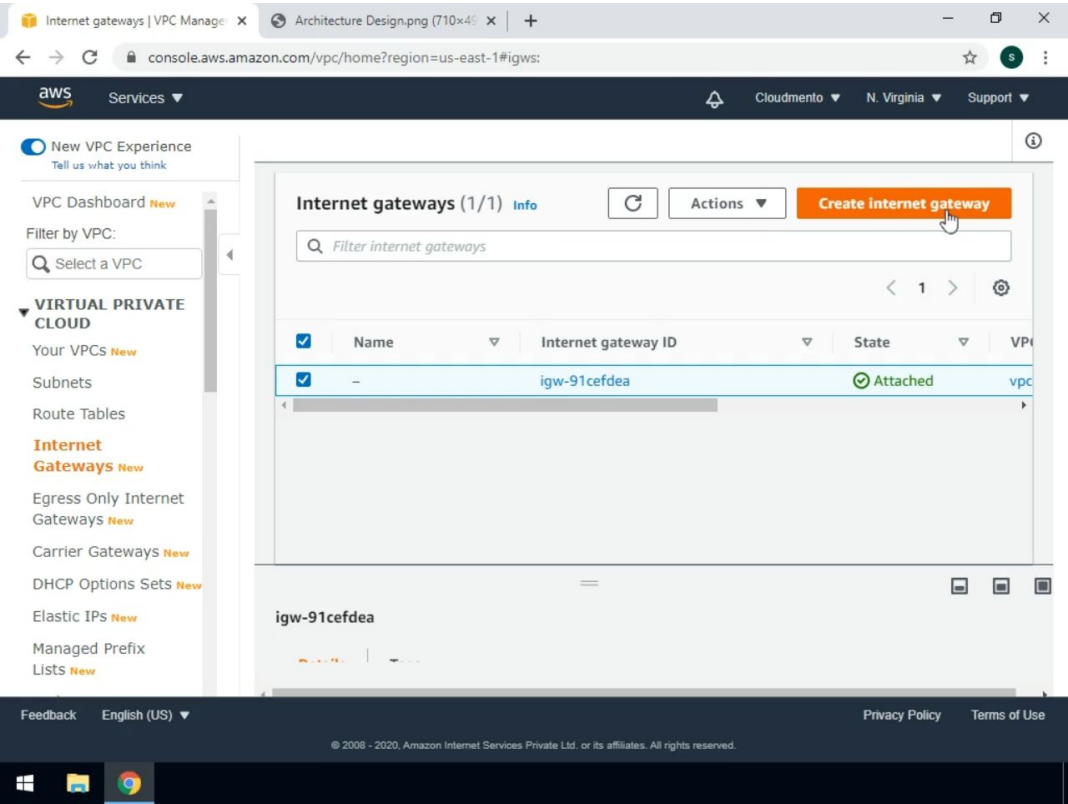 Internet gateways | VPC Manage
Architecture Design.png (710×49
console.aws.amazon.com/vpc/home?region=us-east-1#igws:
S
aws
Services
Cloudmento
N. Virginia
Support
New VPC Experience
Tell us what you think
VPC Dashboard New
Filter by VPC:
Select a VPC
VIRTUAL PRIVATE
CLOUD
Your VPCs New
Subnets
Route Tables
Internet
Gateways New
Egress Only Internet
Gateways New
Carrier Gateways New
DHCP Options Sets New
Elastic IPs New
Managed Prefix
Lists New
Internet gateways (1/1) Info
Actions
Create internet gateway
Filter internet gateways
1
Name
Internet gateway ID
State
VP
–
igw-91cefdea
Attached
vpc
igw-91cefdea
Feedback
English (US)
Privacy Policy
Terms of Use
© 2008 - 2020, Amazon Internet Services Private Ltd. or its affiliates. All rights reserved.